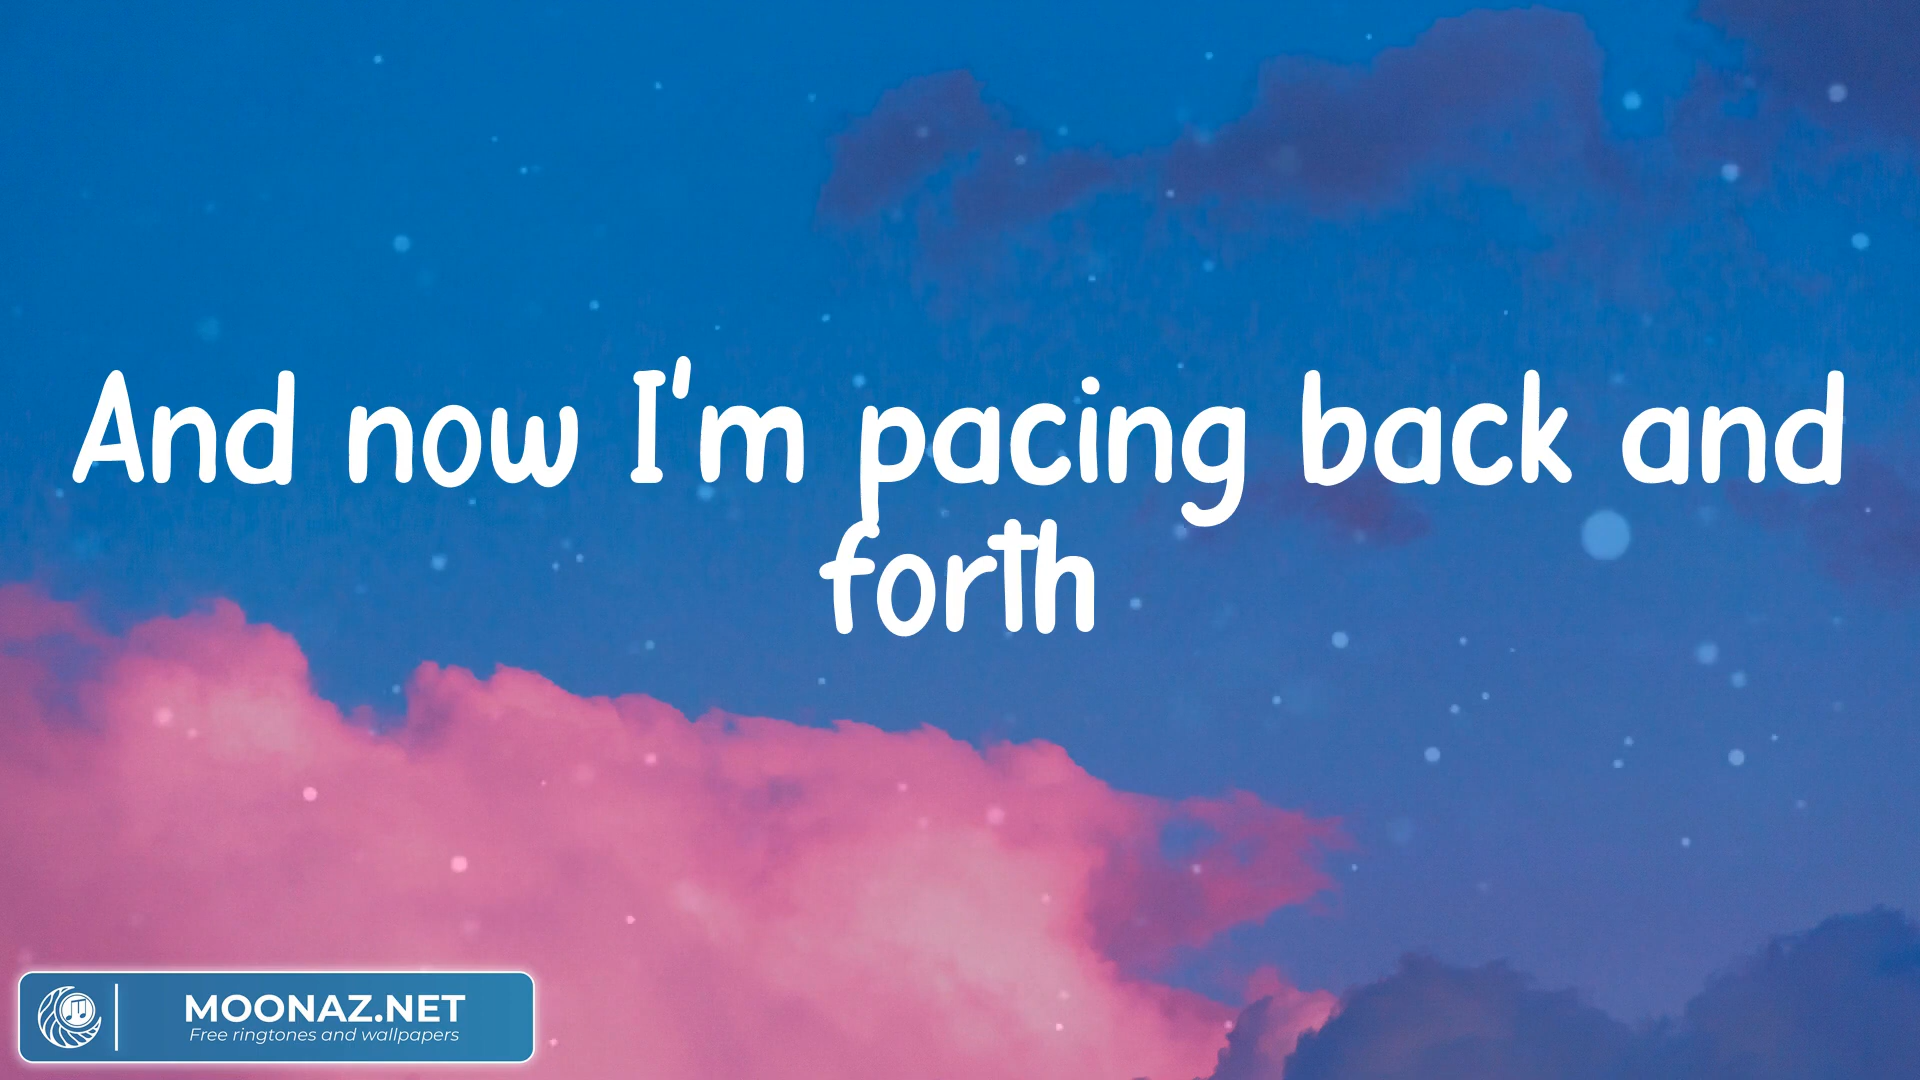 And now I'm pacing back and
forth
MOONAZ.NET
Free ringtones and wallpapers